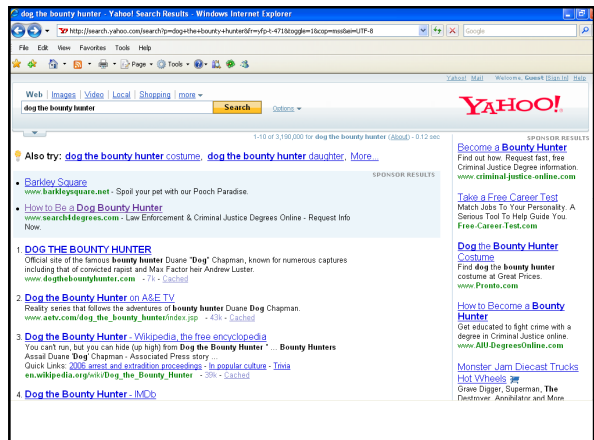 dog the bounty hunter - Yahoo! Search Results - Windows Internet Explorer
http://search.yahoo.com/search?p=dog+the+bounty+hunter&fr=yfp-t-471&toggle=1&cop=mss&ei=UTF-8
Google
File Edit View Favorites Tools Help
Page Tools
Yahoo! Mail Welcome, Guest [Sign In] Help
Web | Images | Video | Local | Shopping | more
dog the bounty hunter Search Options
YAHOO!
1-10 of 3,190,000 for dog the bounty hunter (About) - 0.12 sec
Also try: dog the bounty hunter costume, dog the bounty hunter daughter, More...
SPONSOR RESULTS
Barkley Square
www.barkleysquare.net - Spoil your pet with our Pooch Paradise.
How to Be a Dog Bounty Hunter
www.search4degrees.com - Law Enforcement & Criminal Justice Degrees Online - Request Info
Now.
1. DOG THE BOUNTY HUNTER
Official site of the famous bounty hunter Duane "Dog" Chapman, known for numerous captures
including that of convicted rapist and Max Factor heir Andrew Luster.
www.dogthebountyhunter.com - 7k - Cached
2. Dog the Bounty Hunter on A&E TV
Reality series that follows the adventures of bounty hunter Duane Dog Chapman.
www.aetv.com/dog_the_bounty_hunter/index.jsp - 43k - Cached
3. Dog the Bounty Hunter - Wikipedia, the free encyclopedia
You can't run, but you can hide (up high) from Dog the Bounty Hunter " ... Bounty Hunters
Assail Duane 'Dog' Chapman - Associated Press story ...
Quick Links: 2006 arrest and extradition proceedings - In popular culture - Trivia
en.wikipedia.org/wiki/Dog_the_Bounty_Hunter - 39k - Cached
4. Dog the Bounty Hunter - IMDb
SPONSOR RESULTS
Become a Bounty Hunter
Find out how. Request fast, free
Criminal Justice Degree information.
www.criminal-justice-online.com
Take a Free Career Test
Match Jobs To Your Personality. A
Serious Tool To Help Guide You.
Free-Career-Test.com
Dog the Bounty Hunter
Costume
Find dog the bounty hunter
costume at Great Prices.
www.Pronto.com
How to Become a Bounty
Hunter
Get educated to fight crime with a
degree in Criminal Justice online.
www.AIU-DegreesOnline.com
Monster Jam Diecast Trucks
Hot Wheels
Grave Digger, Superman, The
Destroyer, Annihilator and More.